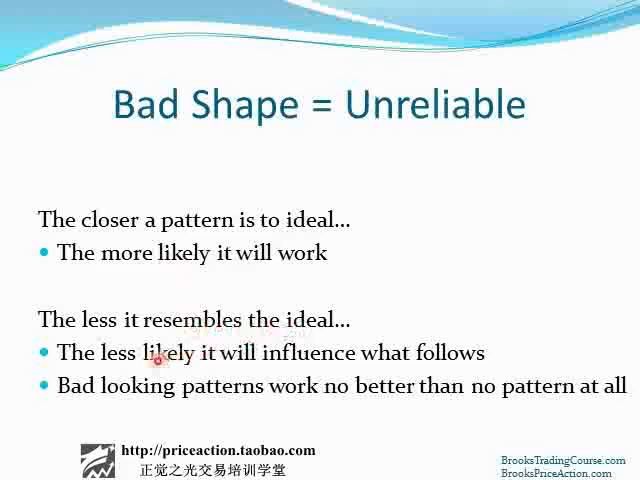 Bad Shape = Unreliable
The closer a pattern is to ideal...
• The more likely it will work
The less it resembles the ideal...
• The less likely it will influence what follows
• Bad looking patterns work no better than no pattern at all
http://priceaction.taobao.com
正觉之光交易培训学堂
BrooksTradingCourse.com
BrooksPriceAction.com